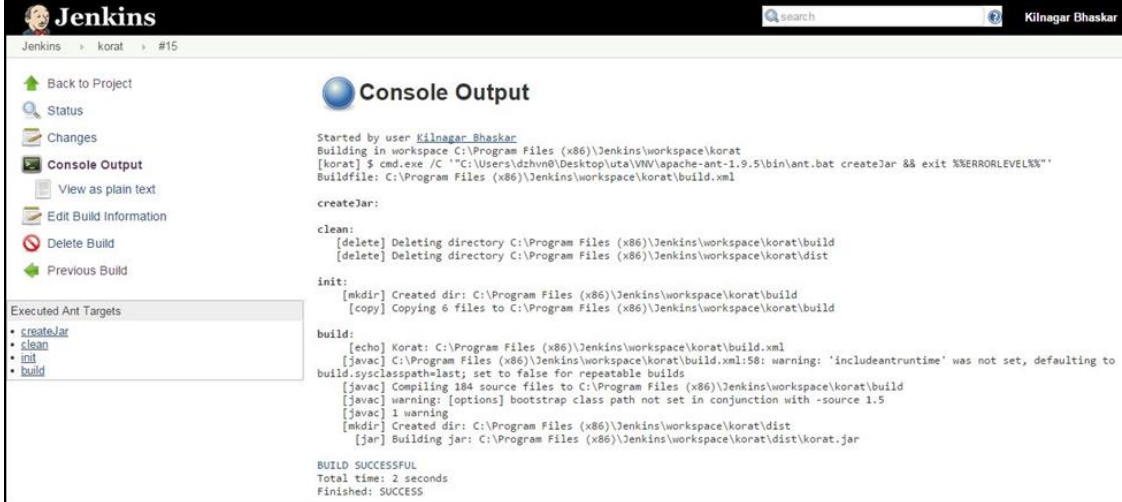 Jenkins
search
Kilnagar Bhaskar
Jenkins › korat › #15
Back to Project
Status
Changes
Console Output
View as plain text
Edit Build Information
Delete Build
Previous Build
Executed Ant Targets
• createJar
• clean
• init
• build
Console Output
Started by user Kilnagar Bhaskar
Building in workspace C:\Program Files (x86)\Jenkins\workspace\korat
[korat] $ cmd.exe /C '"C:\Users\dzhvn0\Desktop\uta\VNV\apache-ant-1.9.5\bin\ant.bat createJar && exit %%ERRORLEVEL%%"'
Buildfile: C:\Program Files (x86)\Jenkins\workspace\korat\build.xml
createJar:
clean:
[delete] Deleting directory C:\Program Files (x86)\Jenkins\workspace\korat\build
[delete] Deleting directory C:\Program Files (x86)\Jenkins\workspace\korat\dist
init:
[mkdir] Created dir: C:\Program Files (x86)\Jenkins\workspace\korat\build
[copy] Copying 6 files to C:\Program Files (x86)\Jenkins\workspace\korat\build
build:
[echo] Korat: C:\Program Files (x86)\Jenkins\workspace\korat\build.xml
[javac] C:\Program Files (x86)\Jenkins\workspace\korat\build.xml:58: warning: 'includeantruntime' was not set, defaulting to
build.sysclasspath=last; set to false for repeatable builds
[javac] Compiling 184 source files to C:\Program Files (x86)\Jenkins\workspace\korat\build
[javac] warning: [options] bootstrap class path not set in conjunction with -source 1.5
[javac] 1 warning
[mkdir] Created dir: C:\Program Files (x86)\Jenkins\workspace\korat\dist
[jar] Building jar: C:\Program Files (x86)\Jenkins\workspace\korat\dist\korat.jar
BUILD SUCCESSFUL
Total time: 2 seconds
Finished: SUCCESS